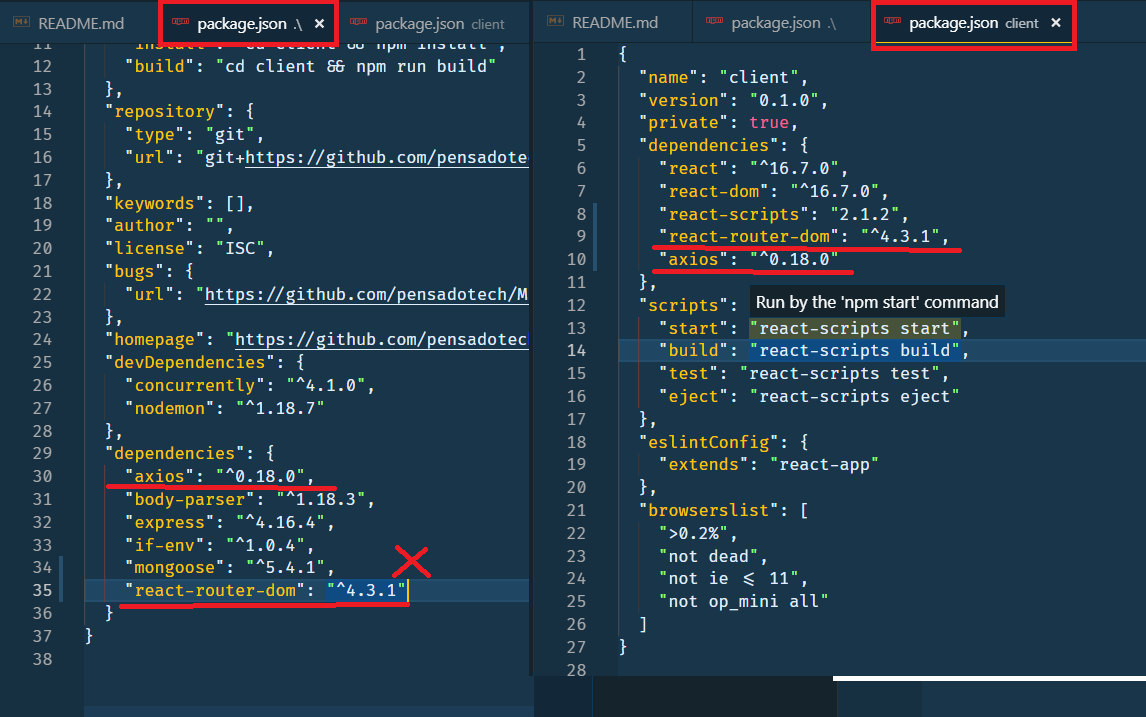 README.md
package.json .\
package.json client
11 "install": "cd client && npm install",
12 "build": "cd client && npm run build"
13 },
14 "repository": {
15 "type": "git",
16 "url": "git+https://github.com/pensadote
17 },
18 "keywords": [],
19 "author": "",
20 "license": "ISC",
21 "bugs": {
22 "url": "https://github.com/pensadotech/M
23 },
24 "homepage": "https://github.com/pensadotec
25 "devDependencies": {
26 "concurrently": "^4.1.0",
27 "nodemon": "^1.18.7"
28 },
29 "dependencies": {
30 "axios": "^0.18.0",
31 "body-parser": "^1.18.3",
32 "express": "^4.16.4",
33 "if-env": "^1.0.4",
34 "mongoose": "^5.4.1",
35 "react-router-dom": "^4.3.1"
36 }
37 }
38
README.md
package.json .\
package.json client
1 {
2 "name": "client",
3 "version": "0.1.0",
4 "private": true,
5 "dependencies": {
6 "react": "^16.7.0",
7 "react-dom": "^16.7.0",
8 "react-scripts": "2.1.2",
9 "react-router-dom": "^4.3.1",
10 "axios": "^0.18.0"
11 },
12 "scripts":
Run by the 'npm start' command
13 "start": "react-scripts start",
14 "build": "react-scripts build",
15 "test": "react-scripts test",
16 "eject": "react-scripts eject"
17 },
18 "eslintConfig": {
19 "extends": "react-app"
20 },
21 "browserslist": [
22 ">0.2%",
23 "not dead",
24 "not ie <= 11",
25 "not op_mini all"
26 ]
27 }
28